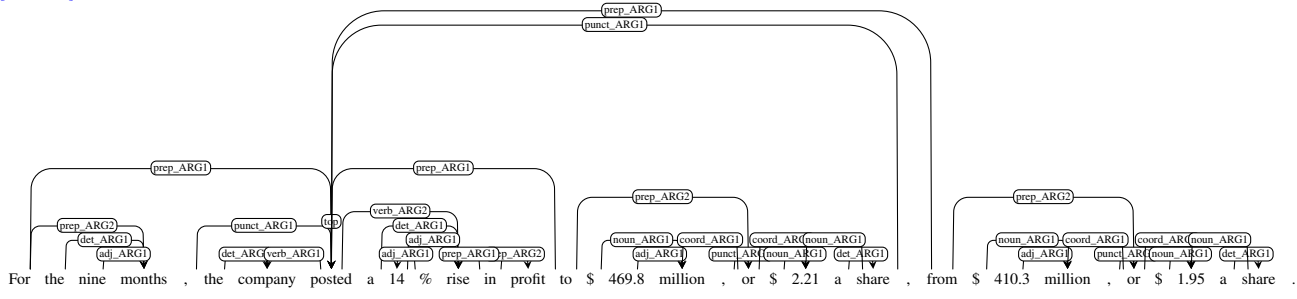 prep_ARG1
punct_ARG1
prep_ARG1 prep_ARG1
prep_ARG2
verb_ARG2 prep_ARG2
prep_ARG2 punct_ARG1 top det_ARG1
det_ARG1 adj_ARG1 noun_ARG1 coord_ARG1 noun_ARG1 noun_ARG1 coord_ARG1 noun_ARG1
adj_ARG1 verb_ARG1 adj_ARG1 prep_ARG1 adj_ARG1 noun_ARG1 det_ARG1 adj_ARG1 noun_ARG1 det_ARG1
For the nine months , the company posted a 14 % rise in profit to $ 469.8 million , or $ 2.21 a share , from $ 410.3 million , or $ 1.95 a share .